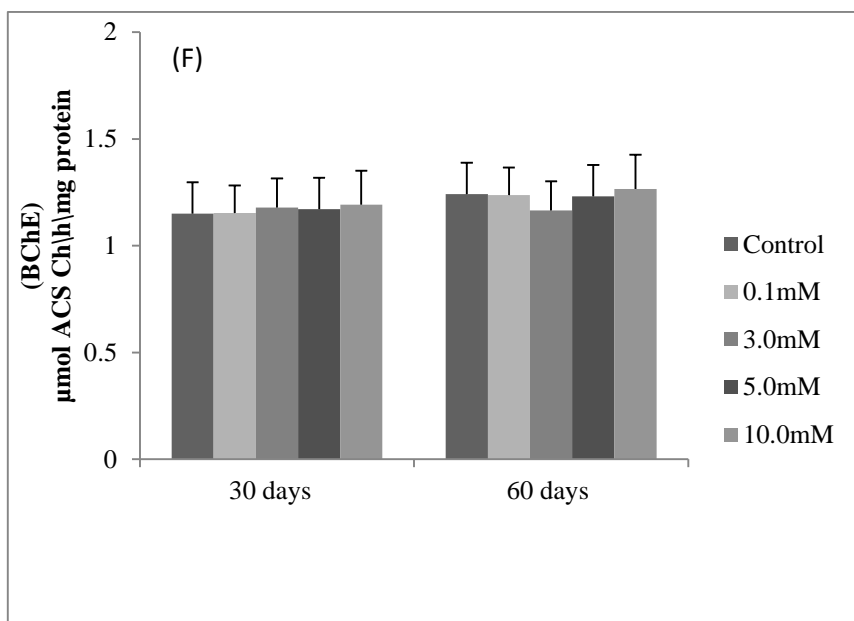 (F)
(BChE)
µmol ACS Ch\h\mg protein
2
1.5
1
0.5
0
30 days
60 days
Control
0.1mM
3.0mM
5.0mM
10.0mM